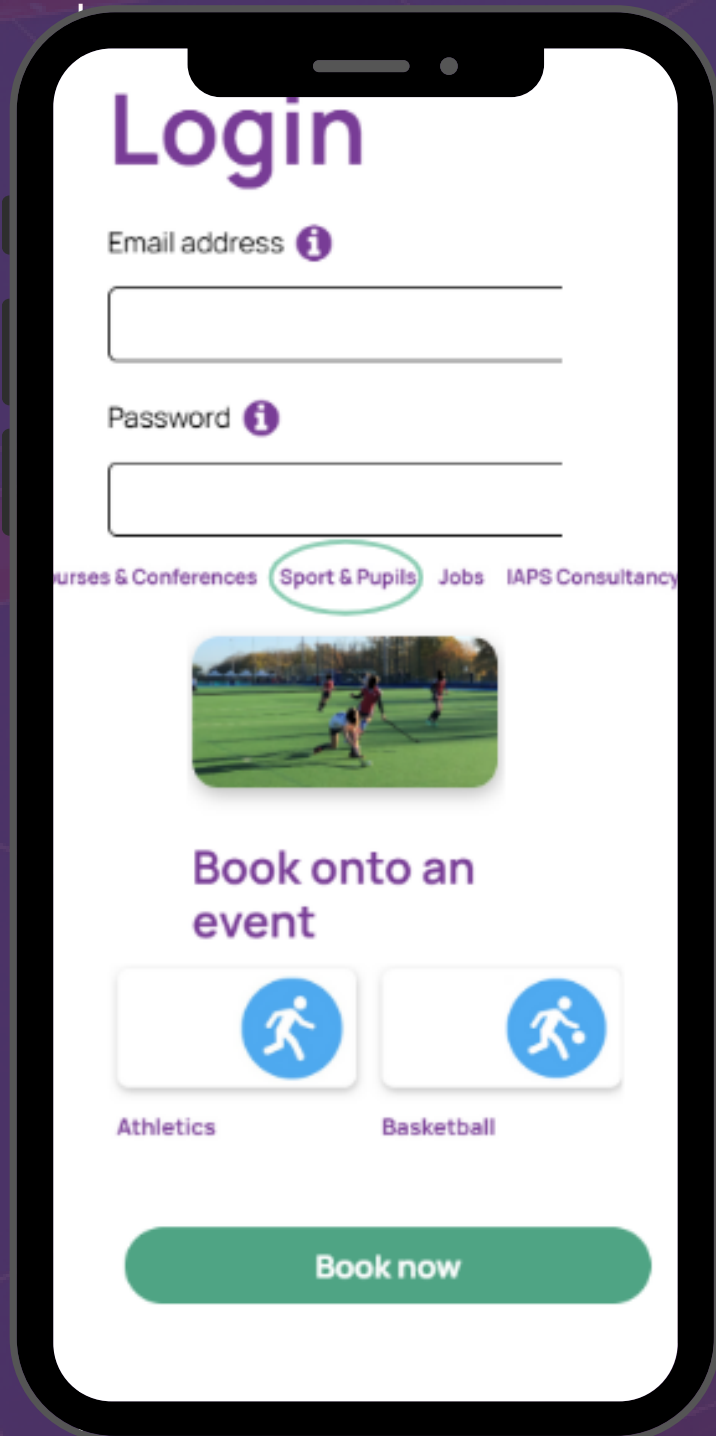 Login
Email address
Password
urses & Conferences Sport & Pupils Jobs IAPS Consultancy
Book onto an
event
Athletics Basketball
Book now